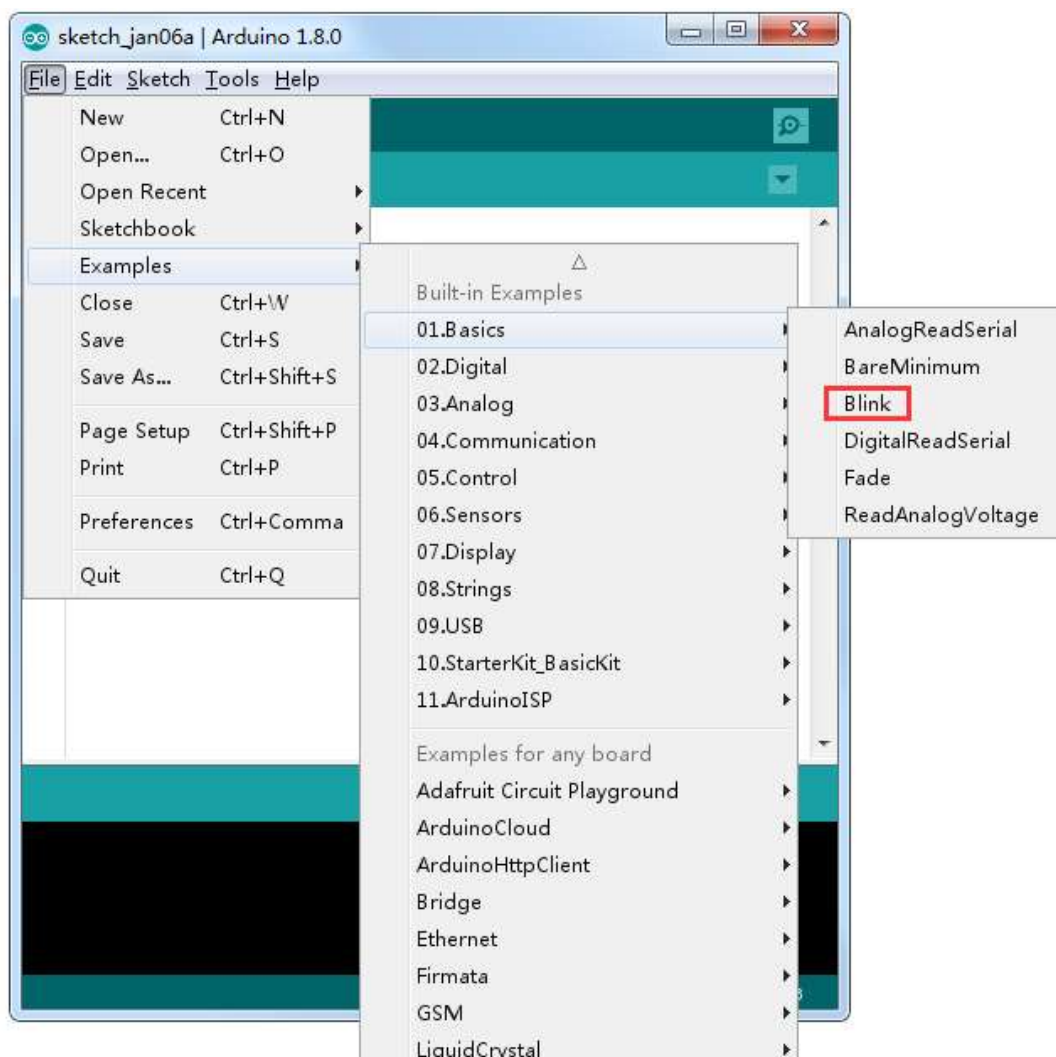 sketch_jan06a | Arduino 1.8.0
File Edit Sketch Tools Help
New Ctrl+N
Open... Ctrl+O
Open Recent
Sketchbook
Examples
Close Ctrl+W
Save Ctrl+S
Save As... Ctrl+Shift+S
Page Setup Ctrl+Shift+P
Print Ctrl+P
Preferences Ctrl+Comma
Quit Ctrl+Q
Built-in Examples
01.Basics
02.Digital
03.Analog
04.Communication
05.Control
06.Sensors
07.Display
08.Strings
09.USB
10.StarterKit_BasicKit
11.ArduinoISP
Examples for any board
Adafruit Circuit Playground
ArduinoCloud
ArduinoHttpClient
Bridge
Ethernet
Firmata
GSM
LiquidCrystal
AnalogReadSerial
BareMinimum
Blink
DigitalReadSerial
Fade
ReadAnalogVoltage